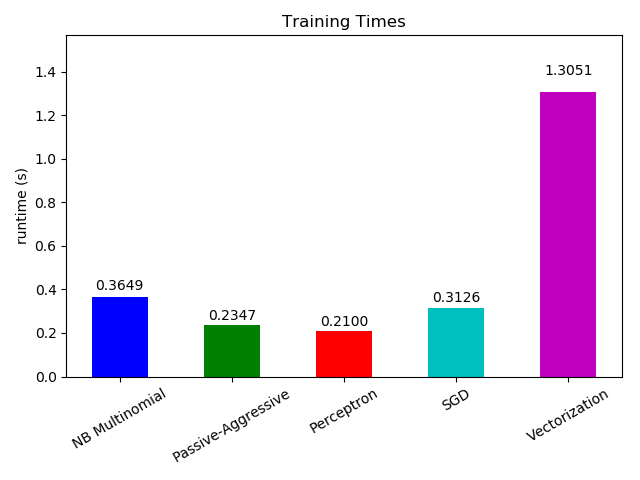 Training Times
runtime (s)
1.4
1.2
1.0
0.8
0.6
0.4
0.2
0.0
0.3649
0.2347
0.2100
0.3126
1.3051
NB Multinomial
Passive-Aggressive
Perceptron
SGD
Vectorization